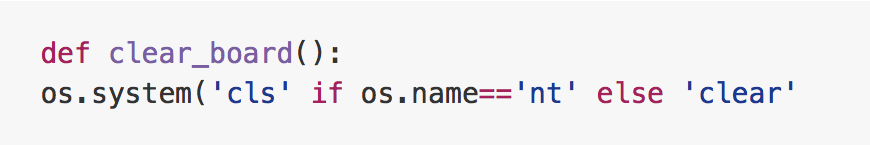 def clear_board():
os.system('cls' if os.name=='nt' else 'clear'